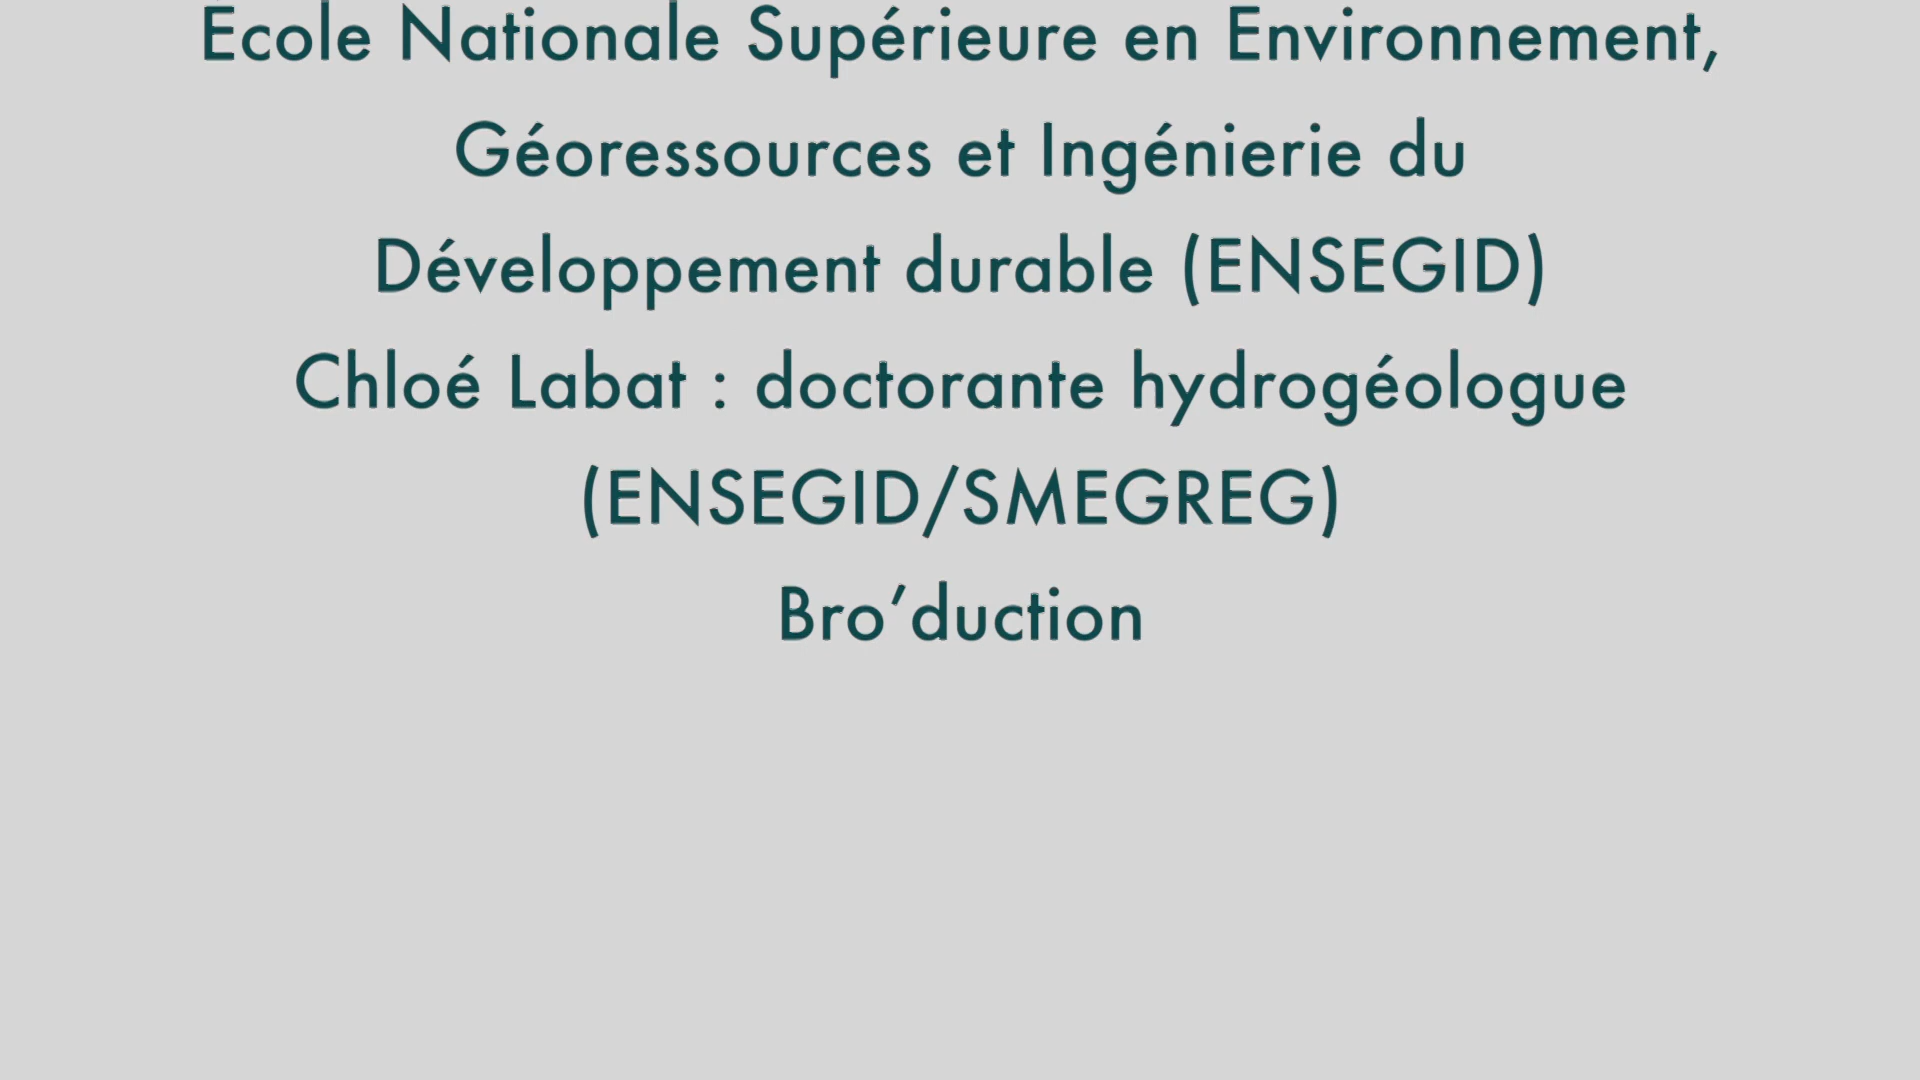 École Nationale Supérieure en Environnement,
Géoressources et Ingénierie du
Développement durable (ENSEGID)
Chloé Labat : doctorante hydrogéologue
(ENSEGID/SMEGREG)
Bro’duction